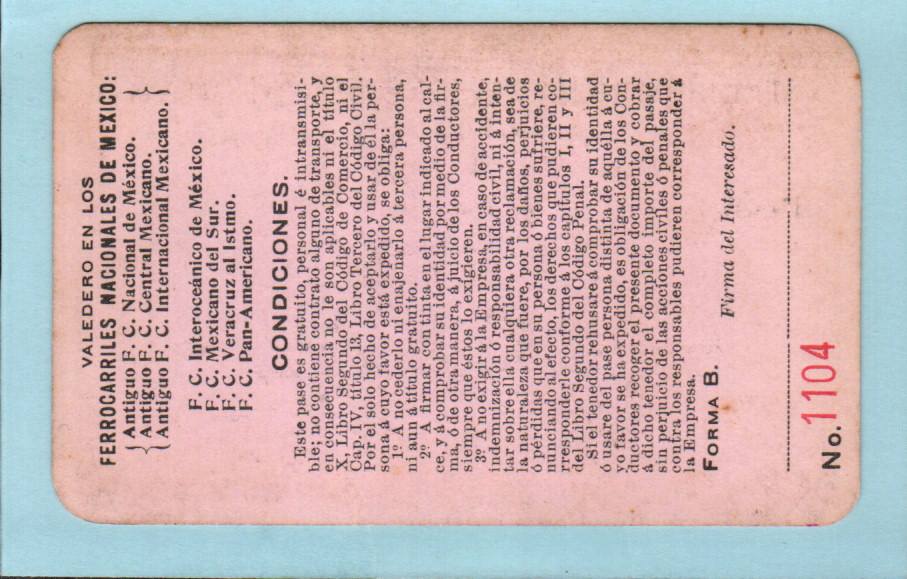 VALEDERO EN LOS
FERROCARRILES NACIONALES DE MEXICO:
Antiguo F. C. Nacional de México.
Antiguo F. C. Central Mexicano.
Antiguo F. C. Internacional Mexicano.
F. C. Interoceánico de México.
F. C. Mexicano del Sur.
F. C. Veracruz al Istmo.
F. C. Pan-Americano.
CONDICIONES.
Este pase es gratuito, personal é intransmisi-
ble; no contiene contrato alguno de transporte, y
en consecuencia no le son aplicables ni el título
X, Libro Segundo del Código de Comercio, ni el
Cap. IV, título 13, Libro Tercero del Código Civil.
Por el solo hecho de aceptarlo y usar de él la per-
sona á cuyo favor está expedido, se obliga:
1º A no cederlo ni enajenarlo á tercera persona,
ni aun á título gratuito.
2º A firmar con tinta en el lugar indicado al cal-
ce, y á comprobar su identidad por medio de la fir-
ma, ó de otra manera, á juicio de los Conductores,
siempre que éstos lo exigieren.
3º A no exigir á la Empresa, en caso de accidente,
indemnización ó responsabilidad civil, ni á inten-
tar sobre ella cualquiera otra reclamación, sea de
la naturaleza que fuere, por los daños, perjuicios
ó pérdidas que en su persona ó bienes sufriere, re-
nunciando al efecto, los derechos que pudieren co-
rresponderle conforme á los capítulos I, II y III
del Libro Segundo del Código Penal.
Si el tenedor rehusare á comprobar su identidad
ó usare del pase persona distinta de aquélla á cu-
yo favor se ha expedido, es obligación de los Con-
ductores recoger el presente documento y cobrar
á dicho tenedor el completo importe del pasaje,
sin perjuicio de las acciones civiles ó penales que
contra los responsables pudieren corresponder á
la Empresa.
FORMA B.
Firma del Interesado.
No. 1104